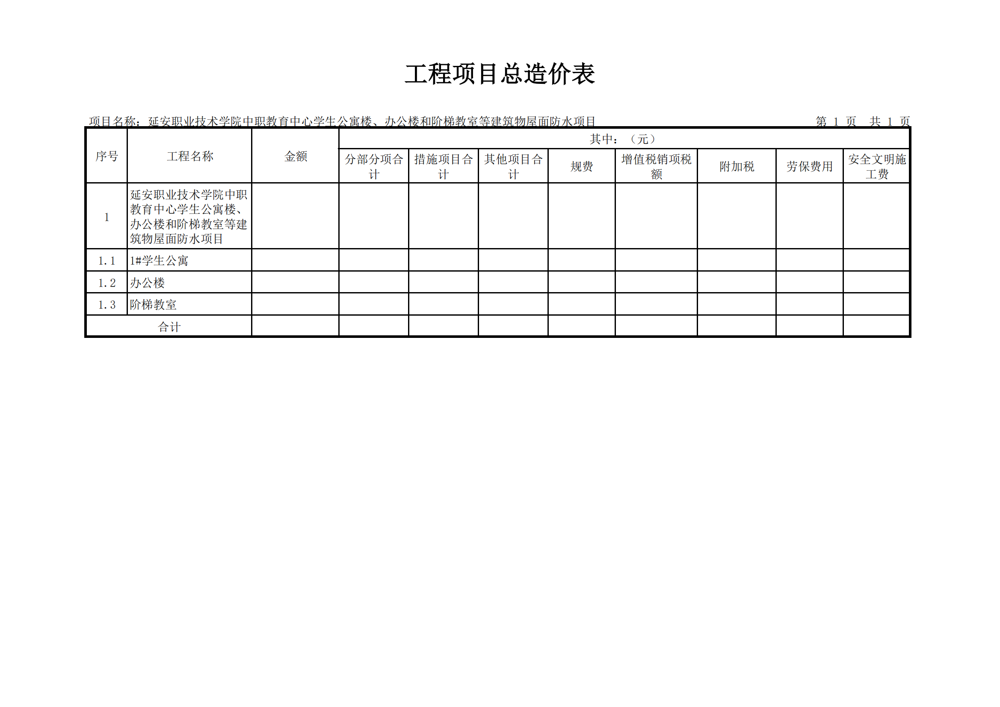 工程项目总造价表
项目名称：延安职业技术学院中职教育中心学生公寓楼、办公楼和阶梯教室等建筑物屋面防水项目
第 1 页 共 1 页
序号
工程名称
金额
其中：（元）
分部分项合
计
措施项目合
计
其他项目合
计
规费
增值税销项税
额
附加税
劳保费用
安全文明施
工费
1
延安职业技术学院中职
教育中心学生公寓楼、
办公楼和阶梯教室等建
筑物屋面防水项目
1.1
1#学生公寓
1.2
办公楼
1.3
阶梯教室
合计